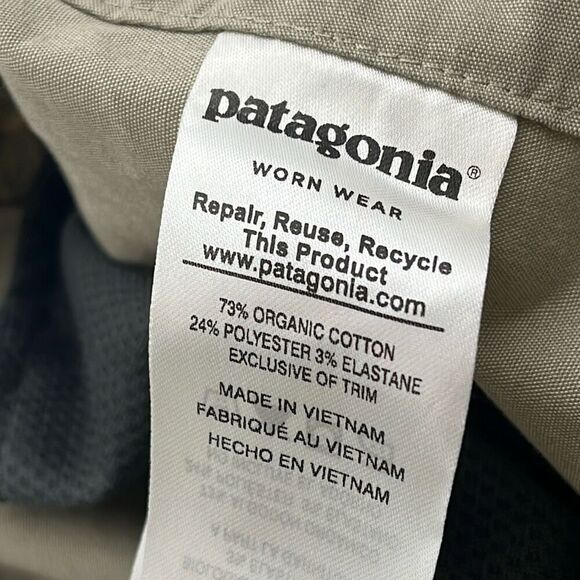 patagonia®
WORN WEAR
Repair, Reuse, Recycle
This Product
www.patagonia.com
73% ORGANIC COTTON
24% POLYESTER 3% ELASTANE
EXCLUSIVE OF TRIM
MADE IN VIETNAM
FABRIQUÉ AU VIETNAM
HECHO EN VIETNAM